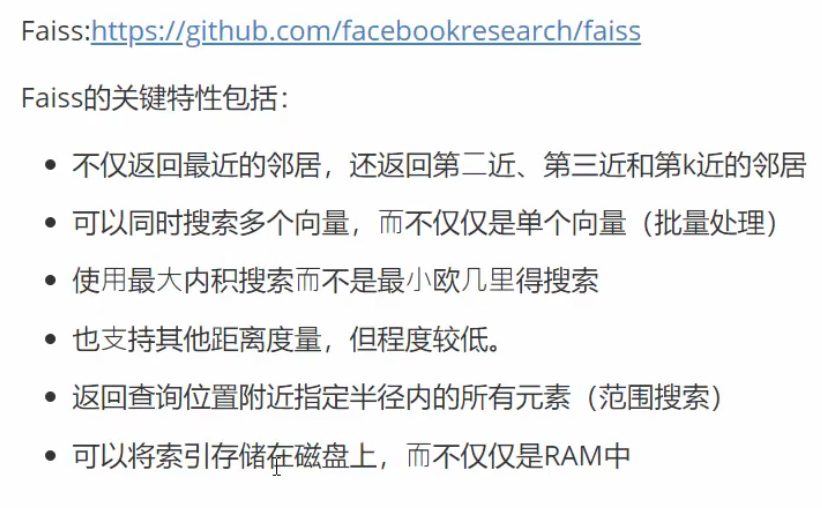 Faiss:https://github.com/facebookresearch/faiss
Faiss的关键特性包括：
不仅返回最近的邻居，还返回第二近、第三近和第k近的邻居
可以同时搜索多个向量，而不仅仅是单个向量（批量处理）
使用最大内积搜索而不是最小欧几里得搜索
也支持其他距离度量，但程度较低。
返回查询位置附近指定半径内的所有元素（范围搜索）
可以将索引存储在磁盘上，而不仅仅是RAM中